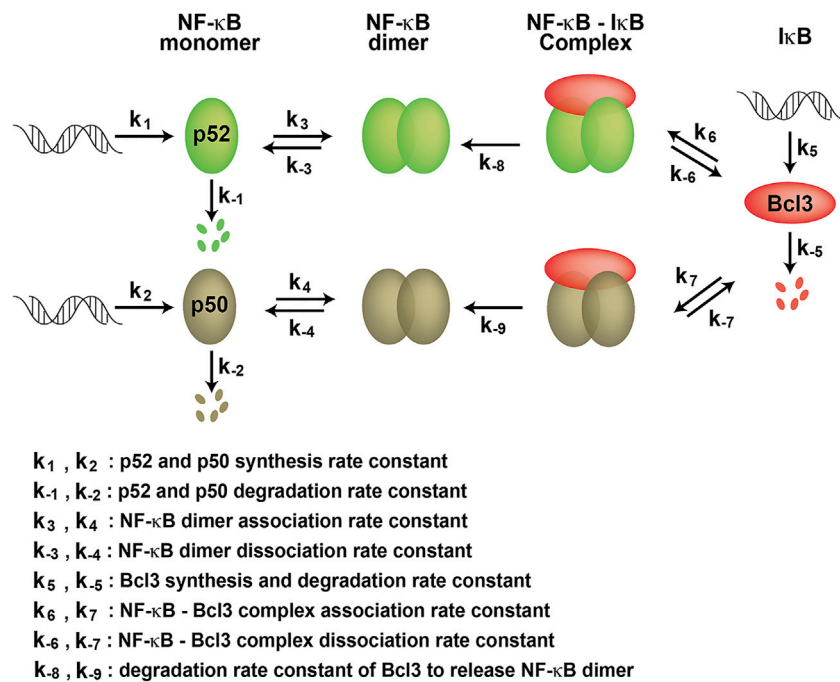 NF-κB monomer
NF-κB dimer
NF-κB - IκB Complex
IκB
k1
p52
k3
k-3
k-8
k6
k-6
k5
Bcl3
k-1
k-5
k2
p50
k4
k-4
k-9
k7
k-7
k-2
k1 , k2 : p52 and p50 synthesis rate constant
k-1 , k-2 : p52 and p50 degradation rate constant
k3 , k4 : NF-κB dimer association rate constant
k-3 , k-4 : NF-κB dimer dissociation rate constant
k5 , k-5 : Bcl3 synthesis and degradation rate constant
k6 , k7 : NF-κB - Bcl3 complex association rate constant
k-6 , k-7 : NF-κB - Bcl3 complex dissociation rate constant
k-8 , k-9 : degradation rate constant of Bcl3 to release NF-κB dimer